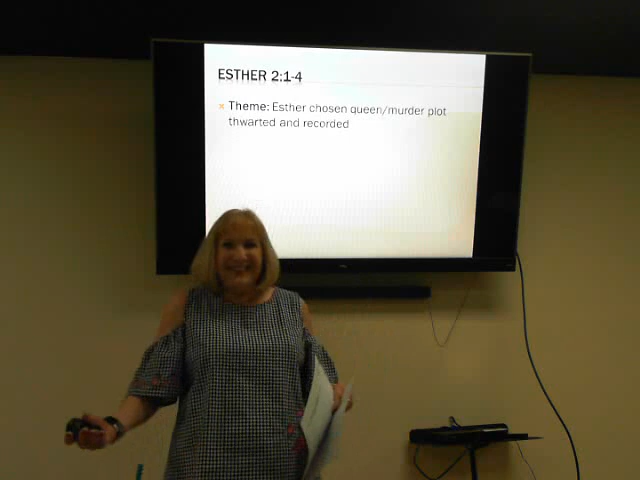 ESTHER 2:1-4
× Theme: Esther chosen queen/murder plot
thwarted and recorded